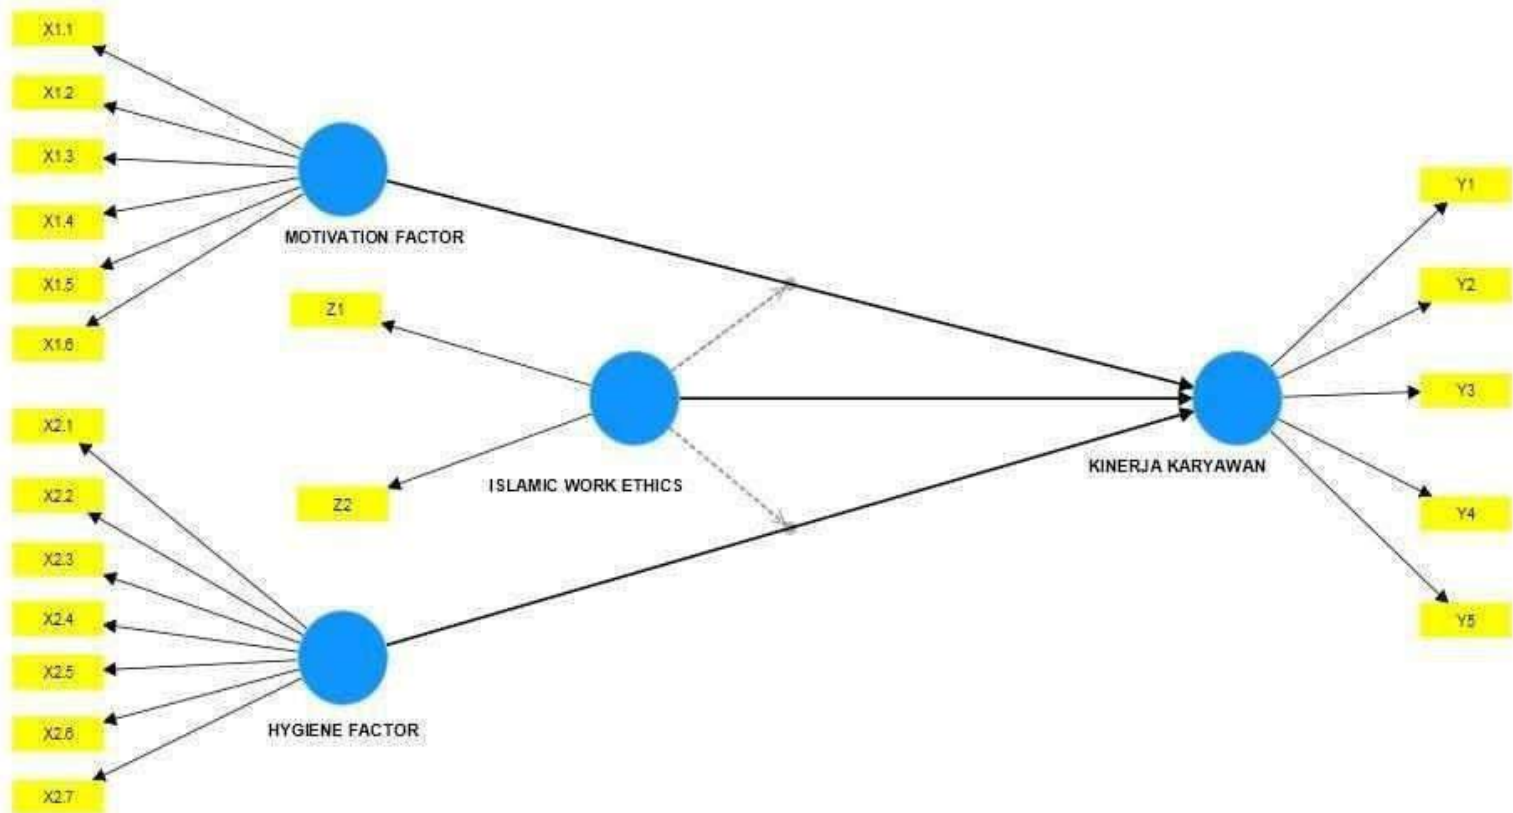 X1.1
X1.2
X1.3
X1.4
X1.5
X1.6
MOTIVATION FACTOR
Z1
Z2
ISLAMIC WORK ETHICS
X2.1
X2.2
X2.3
X2.4
X2.5
X2.6
X2.7
HYGIENE FACTOR
KINERJA KARYAWAN
Y1
Y2
Y3
Y4
Y5